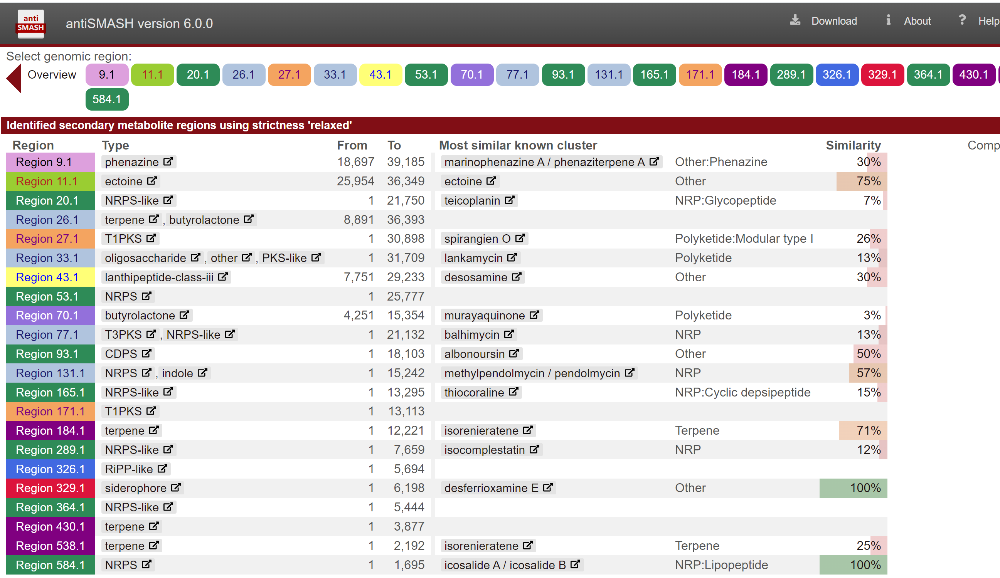 anti
SMASH
antiSMASH version 6.0.0
Download
About
? Help
Select genomic region:
Overview 9.1 11.1 20.1 26.1 27.1 33.1 43.1 53.1 70.1 77.1 93.1 131.1 165.1 171.1 184.1 289.1 326.1 329.1 364.1 430.1
584.1
Identified secondary metabolite regions using strictness 'relaxed'
Region Type From To Most similar known cluster Similarity Comp
Region 9.1 phenazine 18,697 39,185 marinophenazine A / phenaziterpene A Other:Phenazine 30%
Region 11.1 ectoine 25,954 36,349 ectoine Other 75%
Region 20.1 NRPS-like 1 21,750 teicoplanin NRP:Glycopeptide 7%
Region 26.1 terpene , butyrolactone 8,891 36,393
Region 27.1 T1PKS 1 30,898 spirangien O Polyketide:Modular type I 26%
Region 33.1 oligosaccharide , other , PKS-like 1 31,709 lankamycin Polyketide 13%
Region 43.1 lanthipeptide-class-iii 7,751 29,233 desosamine Other 30%
Region 53.1 NRPS 1 25,777
Region 70.1 butyrolactone 4,251 15,354 murayaquinone Polyketide 3%
Region 77.1 T3PKS , NRPS-like 1 21,132 balhimycin NRP 13%
Region 93.1 CDPS 1 18,103 albonoursin Other 50%
Region 131.1 NRPS , indole 1 15,242 methylpendolmycin / pendolmycin NRP 57%
Region 165.1 NRPS-like 1 13,295 thiocoraline NRP:Cyclic depsipeptide 15%
Region 171.1 T1PKS 1 13,113
Region 184.1 terpene 1 12,221 isorenieratene Terpene 71%
Region 289.1 NRPS-like 1 7,659 isocomplestatin NRP 12%
Region 326.1 RiPP-like 1 5,694
Region 329.1 siderophore 1 6,198 desferrioxamine E Other 100%
Region 364.1 NRPS-like 1 5,444
Region 430.1 terpene 1 3,877
Region 538.1 terpene 1 2,192 isorenieratene Terpene 25%
Region 584.1 NRPS 1 1,695 icosalide A / icosalide B NRP:Lipopeptide 100%